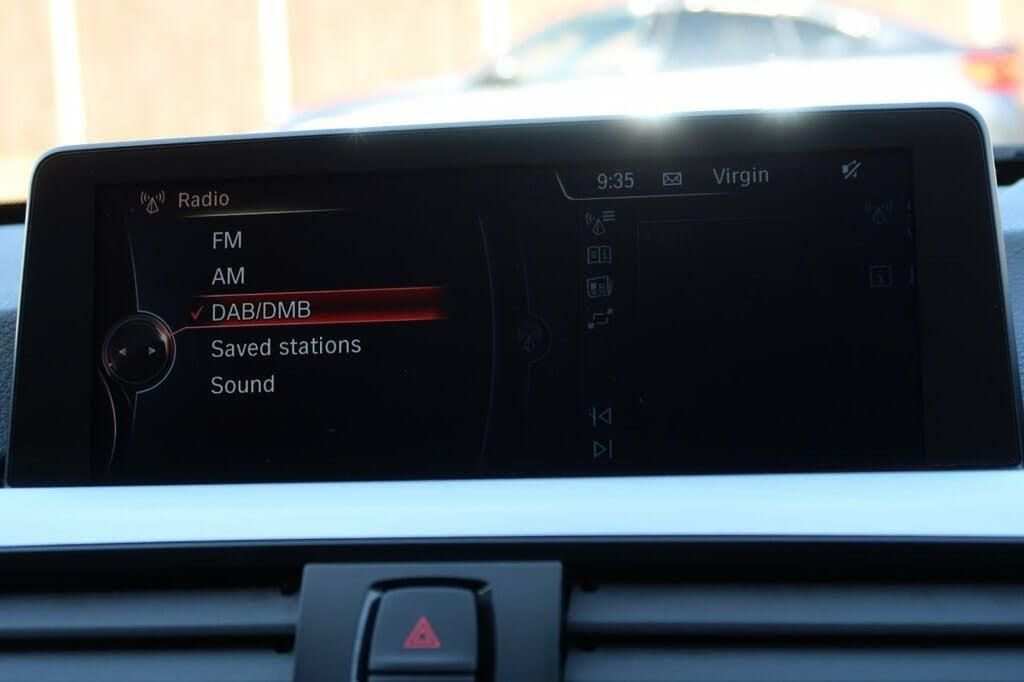 Radio
9:35 Virgin
FM
AM
DAB/DMB
Saved stations
Sound